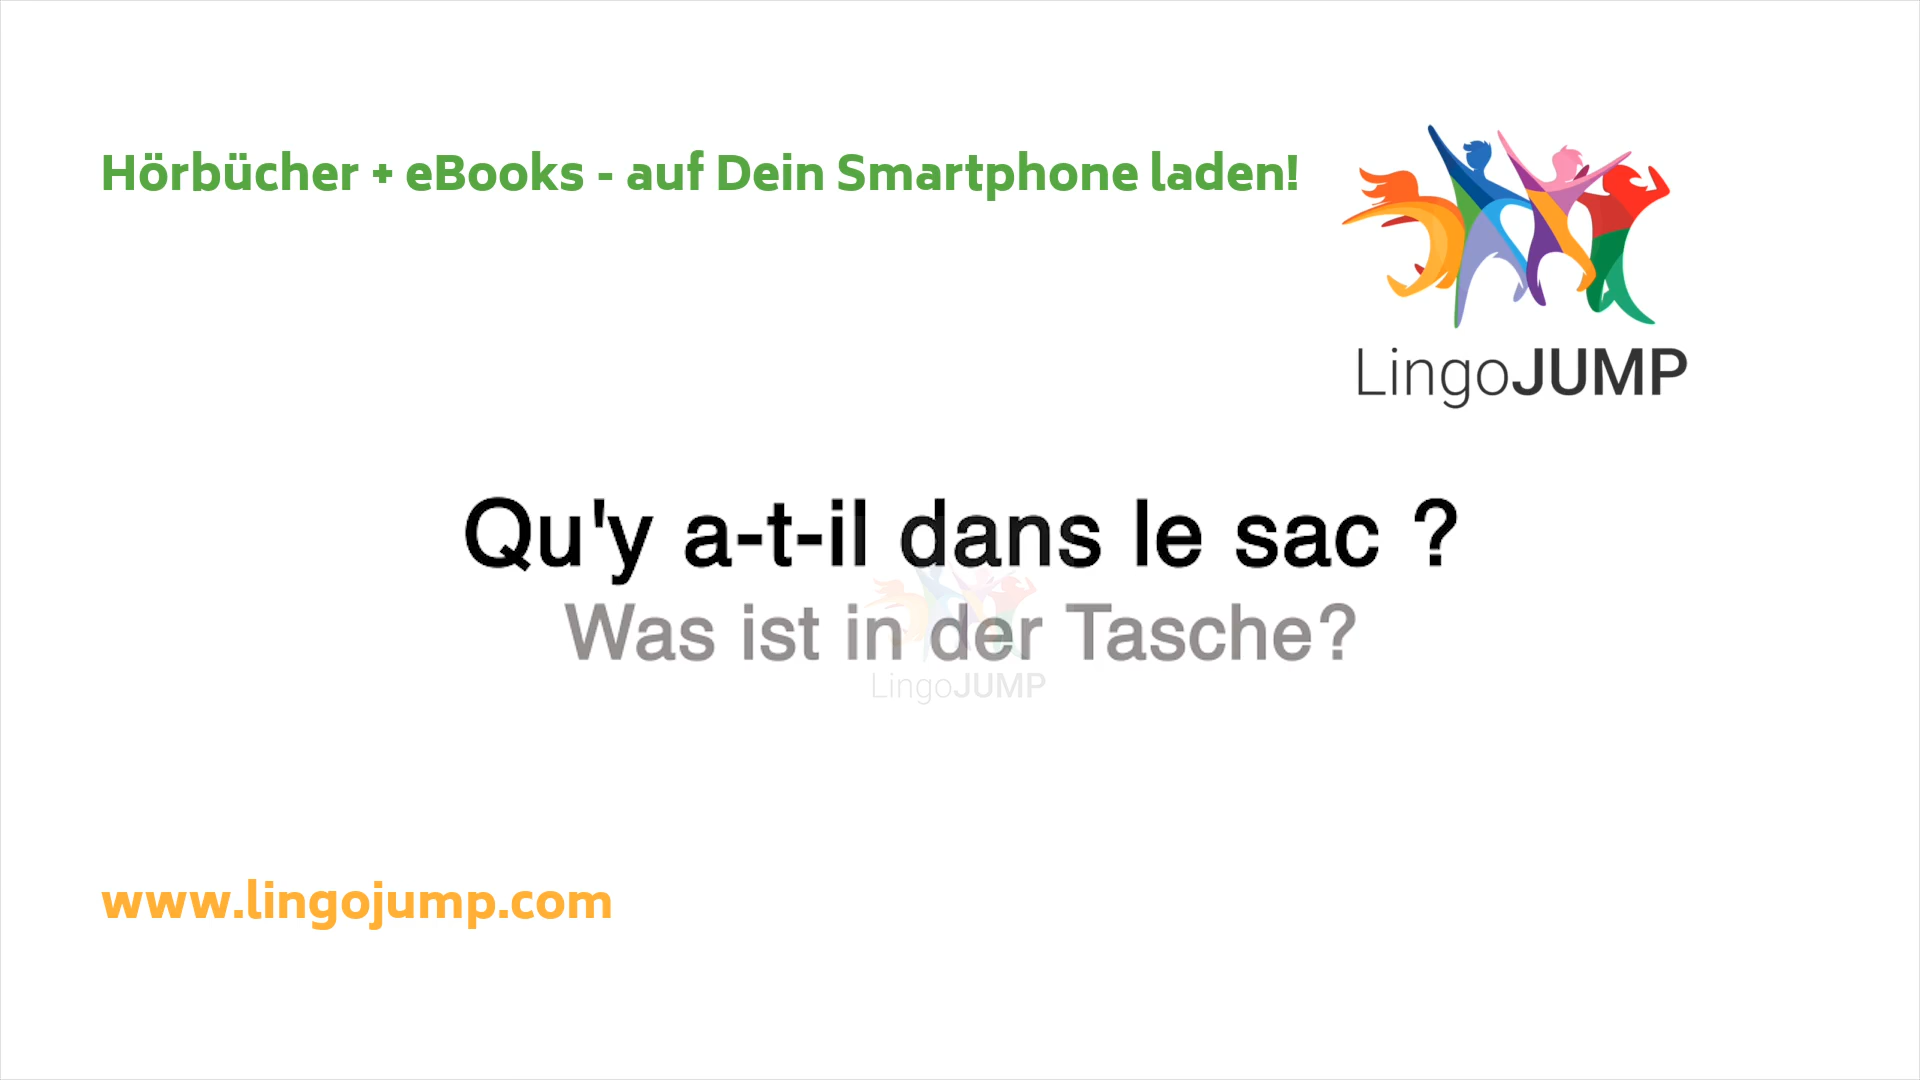 Hörbücher + eBooks - auf Dein Smartphone laden!
LingoJUMP
Qu'y a-t-il dans le sac ?
Was ist in der Tasche?
LingoJUMP
www.lingojump.com